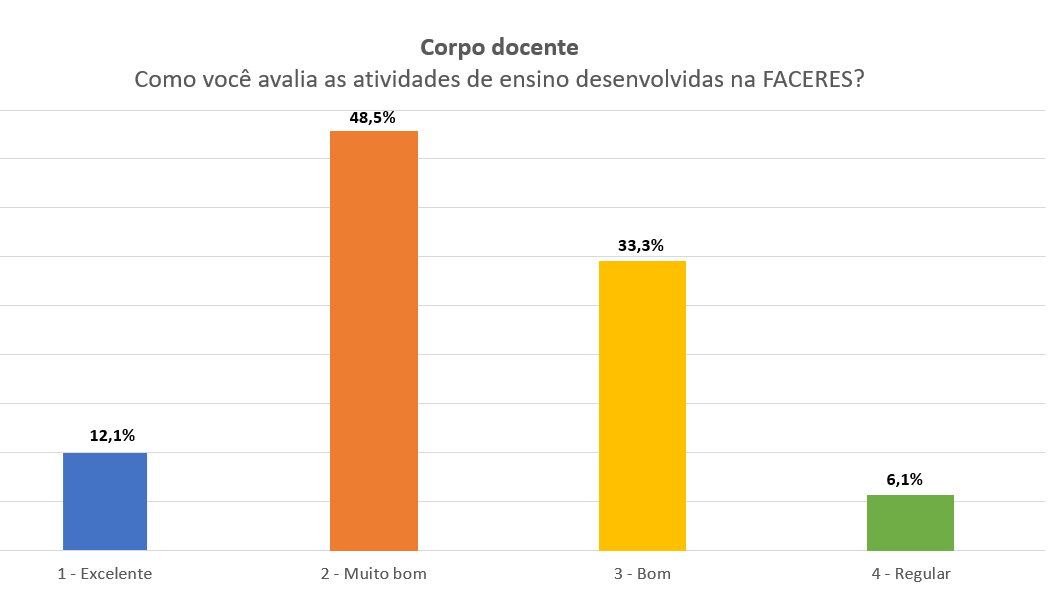 Corpo docente
Como você avalia as atividades de ensino desenvolvidas na FACERES?
48,5%
33,3%
12,1%
6,1%
1 - Excelente
2 - Muito bom
3 - Bom
4 - Regular